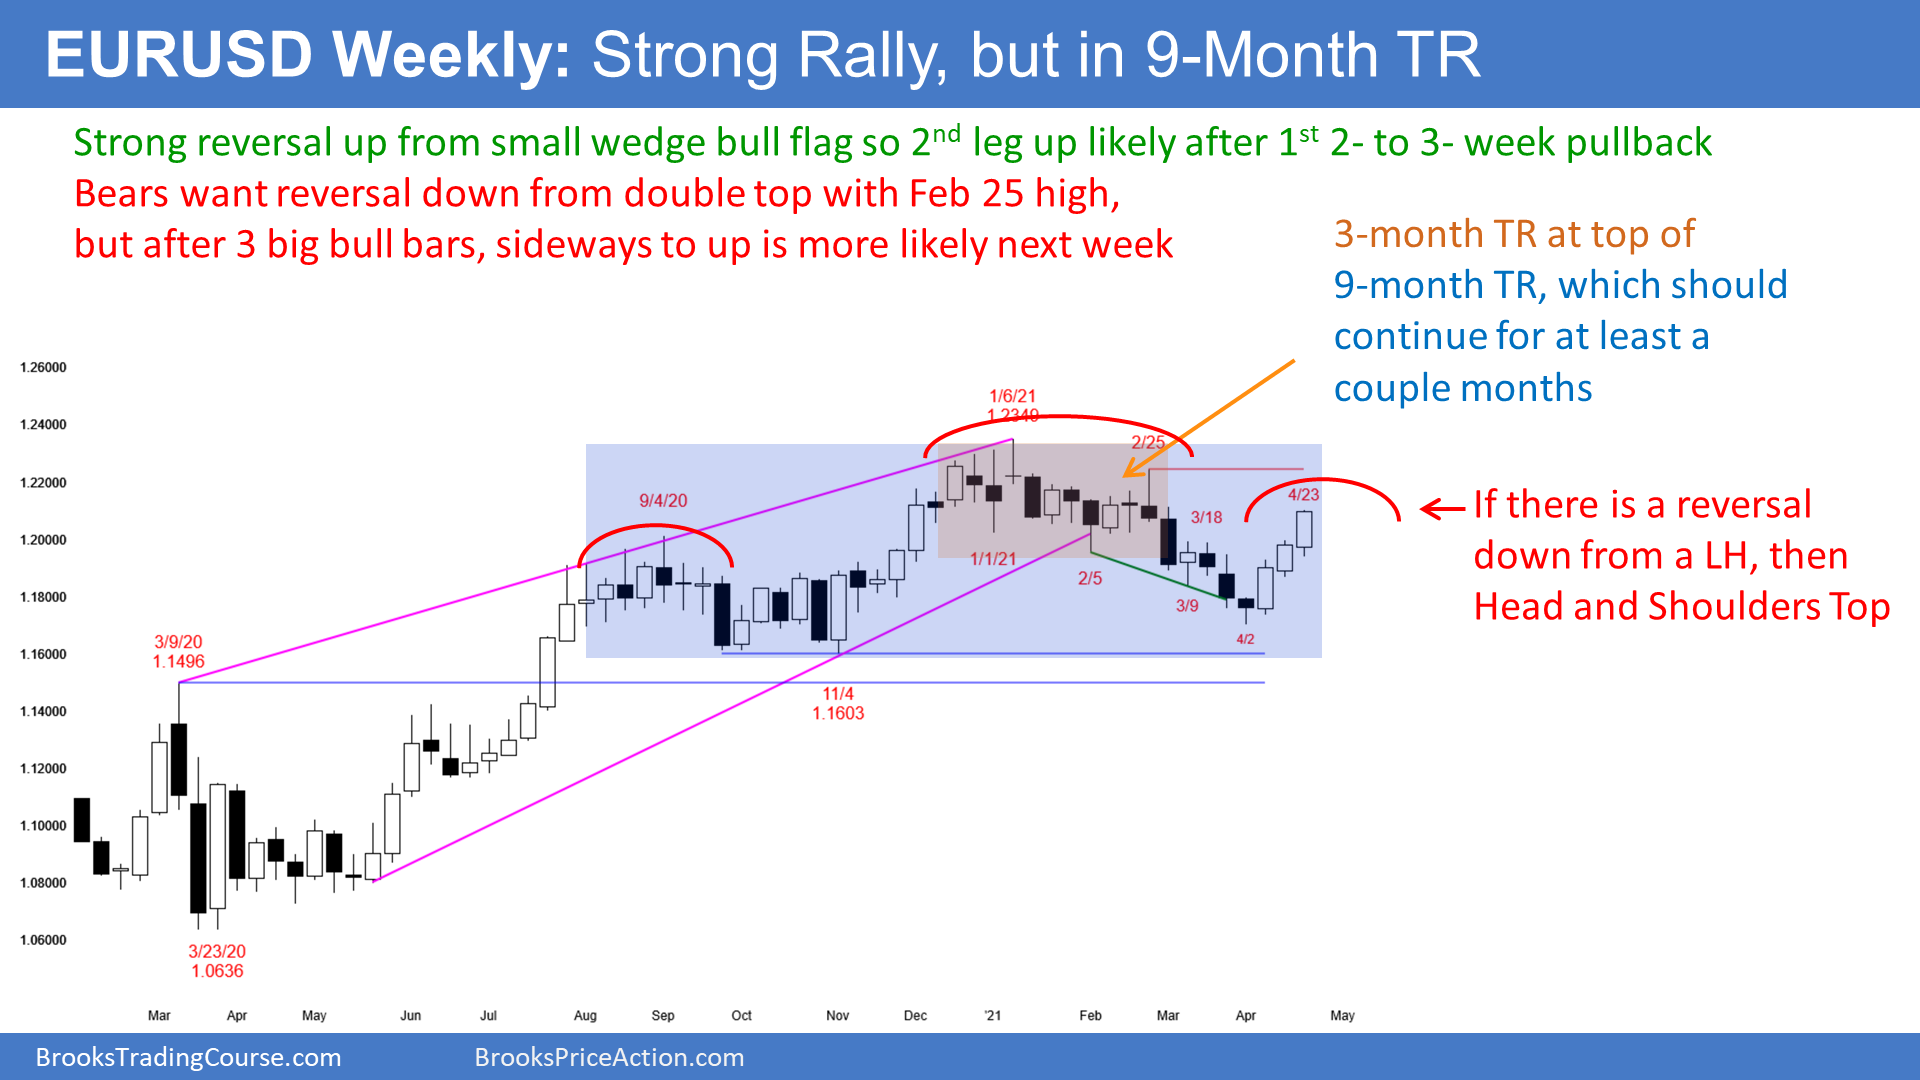 EURUSD Weekly: Strong Rally, but in 9-Month TR
Strong reversal up from small wedge bull flag so 2nd leg up likely after 1st 2- to 3- week pullback
Bears want reversal down from double top with Feb 25 high,
but after 3 big bull bars, sideways to up is more likely next week
3-month TR at top of
9-month TR, which should
continue for at least a
couple months
1.26000
1.24000
1.22000
1.20000
1.18000
1.16000
1.14000
1.12000
1.10000
1.08000
1.06000
3/9/20
1.1496
3/23/20
1.0636
9/4/20
11/4
1.1603
1/6/21
1.2349
1/1/21
2/5
2/25
3/18
3/9
4/2
4/23
If there is a reversal
down from a LH, then
Head and Shoulders Top
Mar Apr May Jun Jul Aug Sep Oct Nov Dec '21 Feb Mar Apr May
BrooksTradingCourse.com
BrooksPriceAction.com